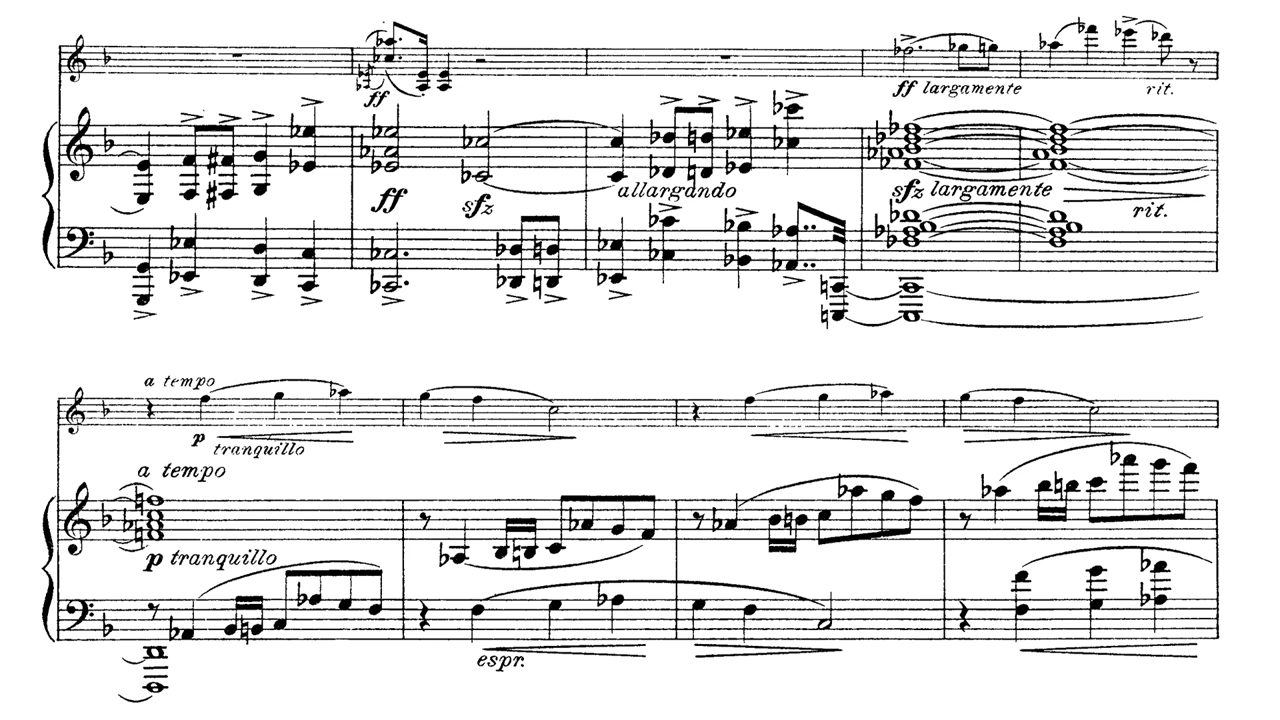 ff
ff largamente
rit.
allargando
ff
sfz
sfz largamente
rit.
a tempo
p
tranquillo
a tempo
p tranquillo
espr.